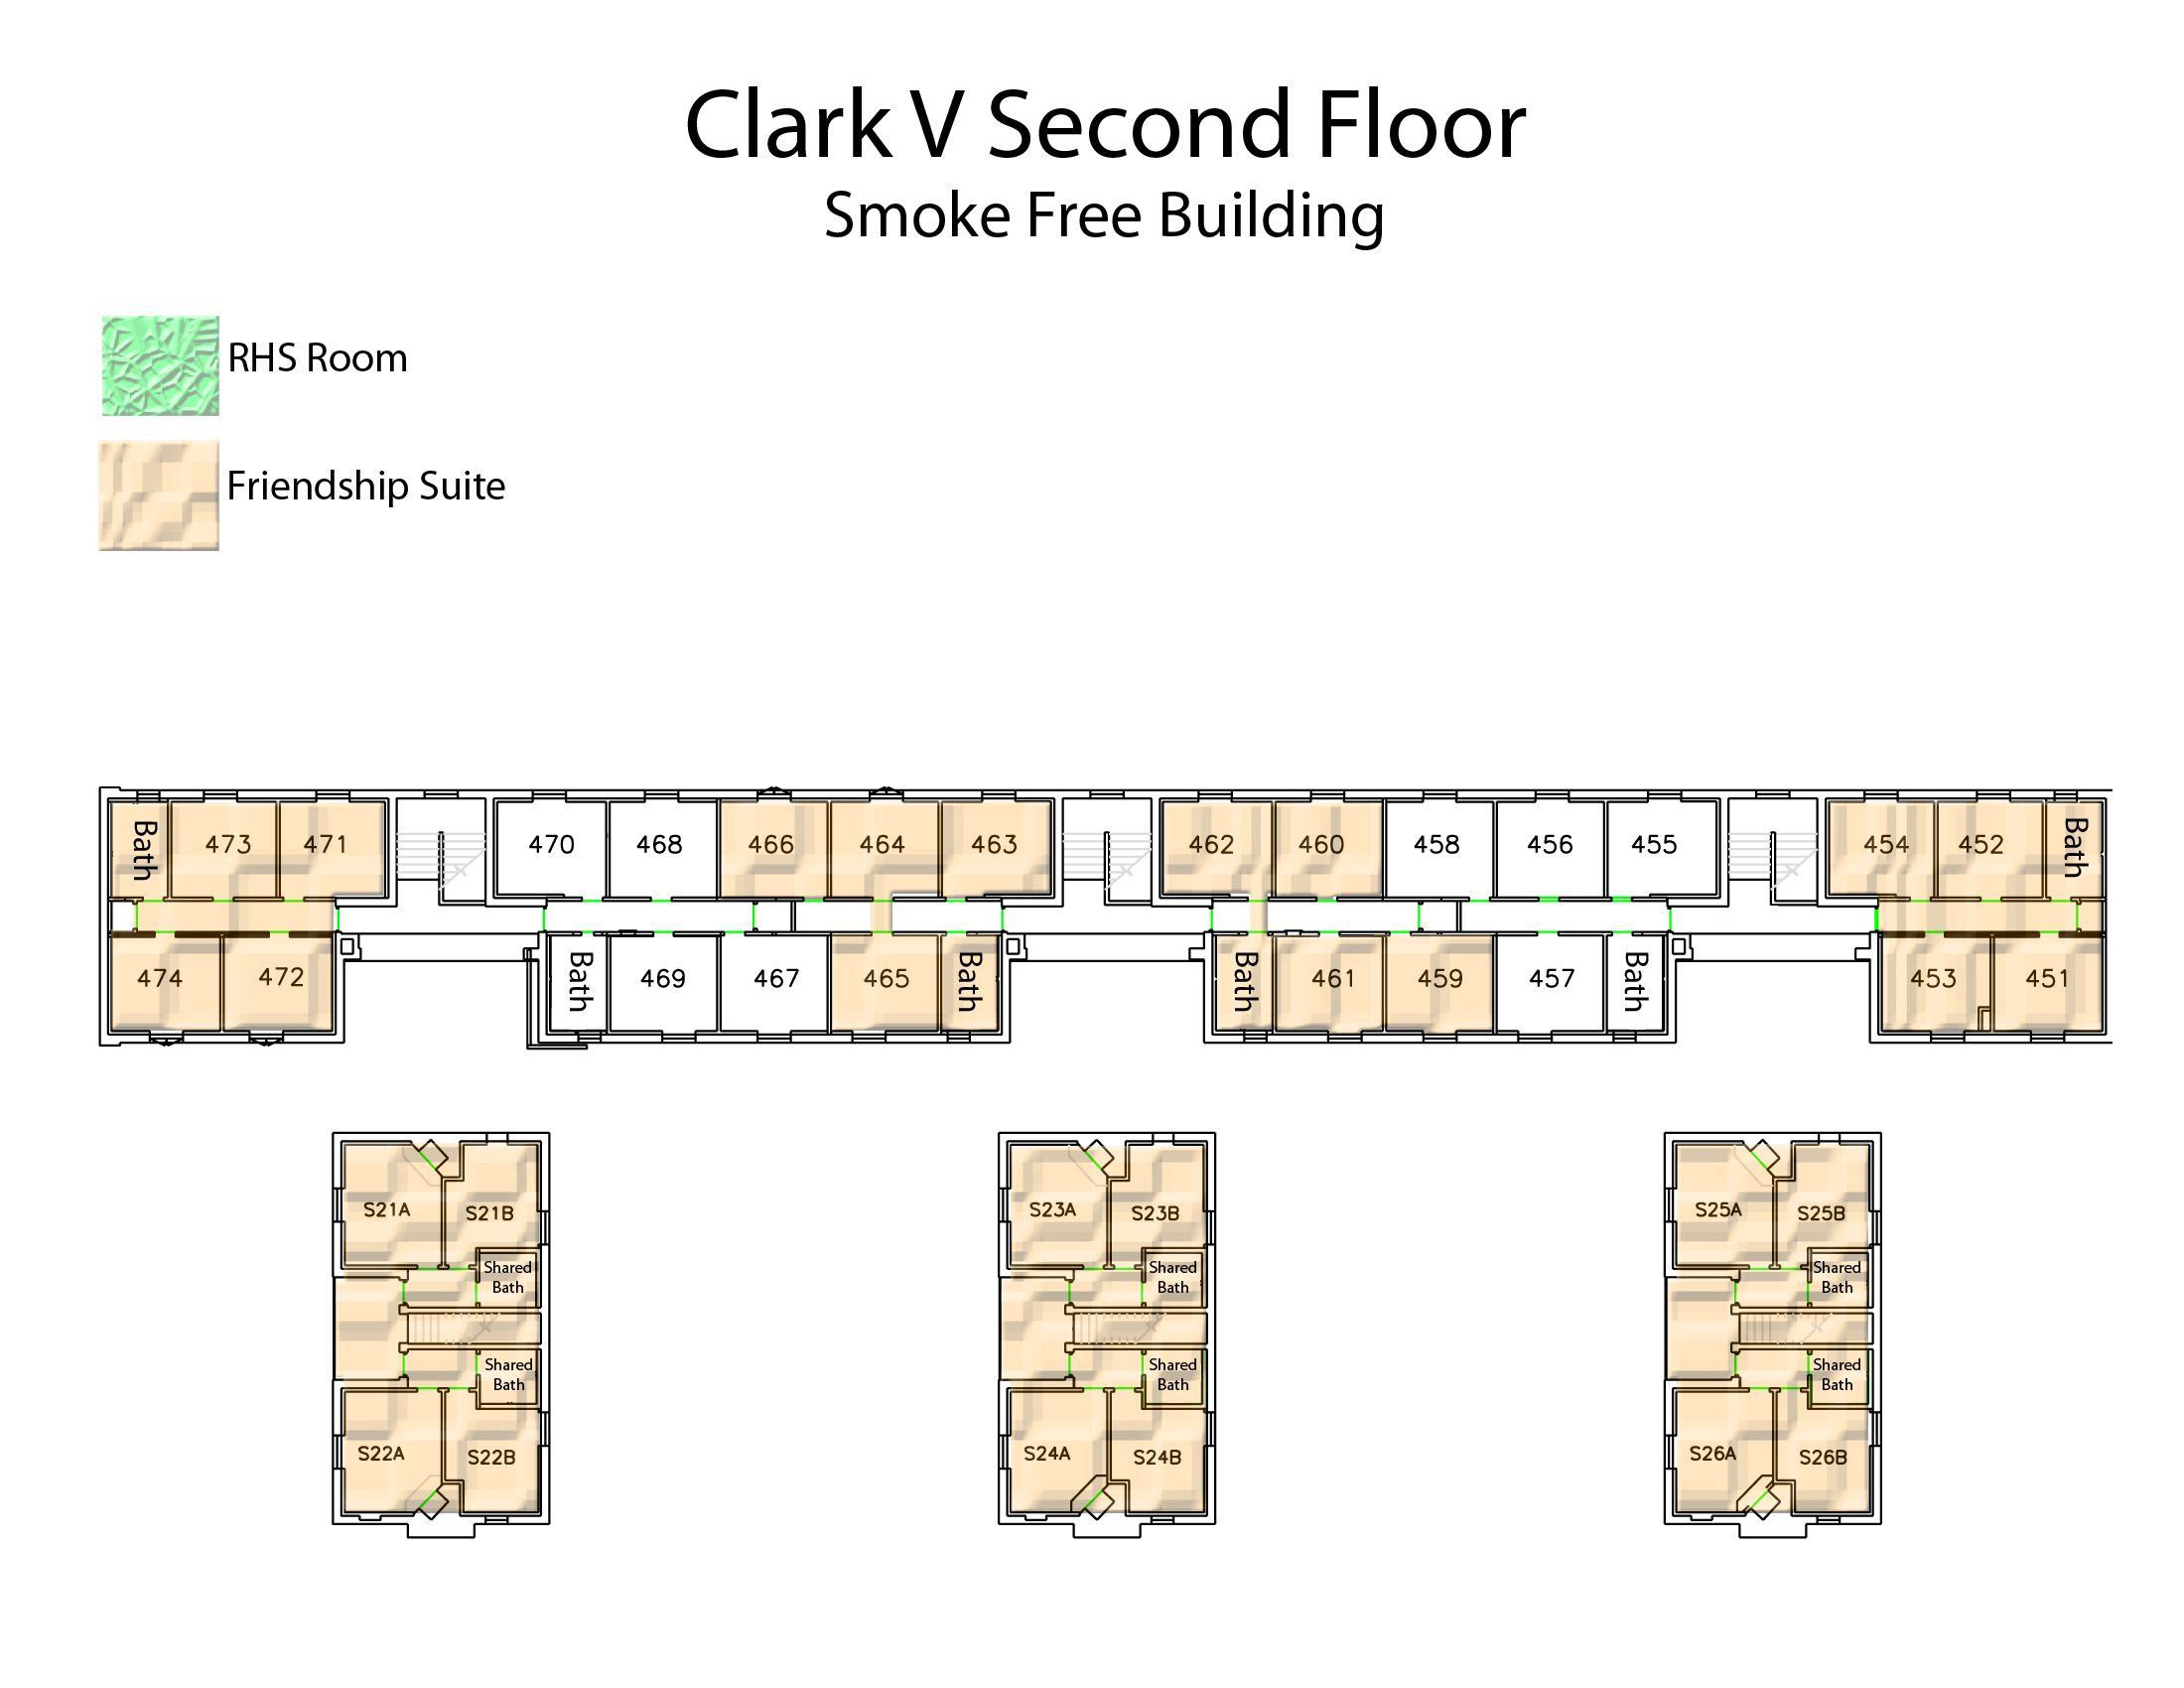 Clark V Second Floor
Smoke Free Building
RHS Room
Friendship Suite
Bath 473 471 470 468 466 464 463 462 460 458 456 455 454 452 Bath
474 472 Bath 469 467 465 Bath Bath 461 459 457 Bath 453 451
S21A S21B S23A S23B S25A S25B
Shared Shared Shared
Bath Bath Bath
Shared Shared Shared
Bath Bath Bath
S22A S22B S24A S24B S26A S26B